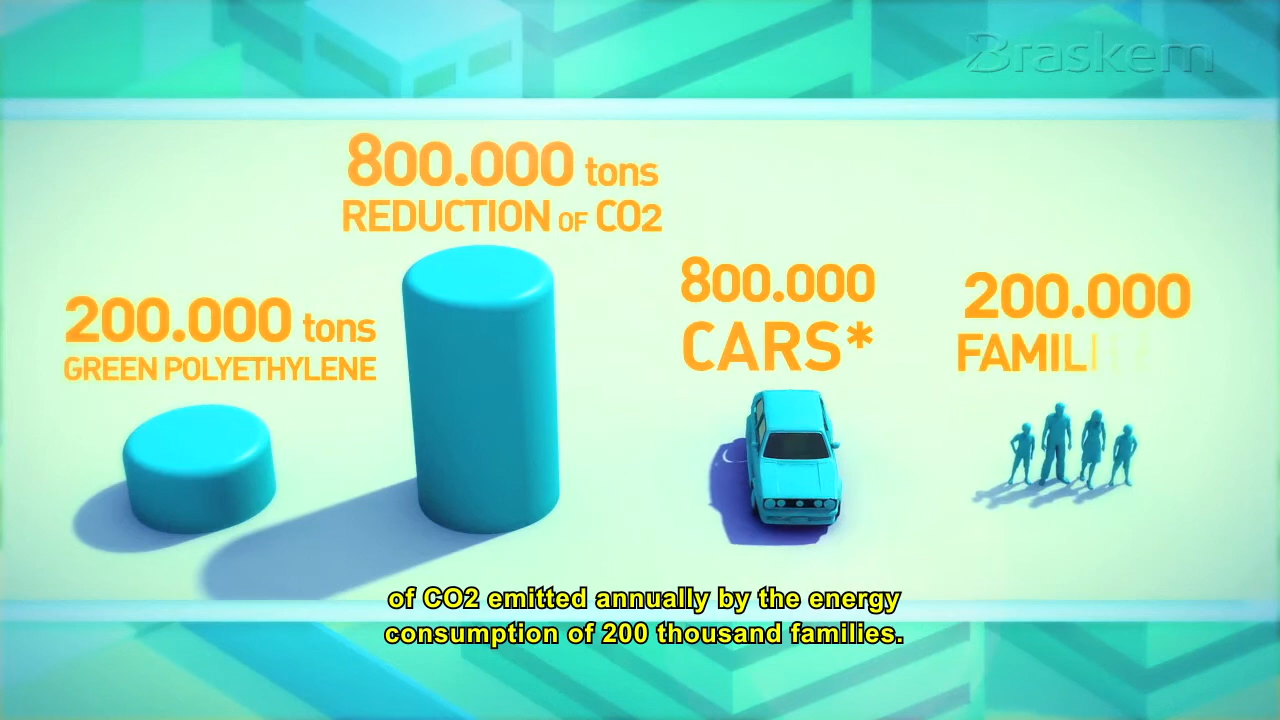 Braskem
800.000 tons
REDUCTION OF CO2
200.000 tons
GREEN POLYETHYLENE
800.000
CARS*
200.000
FAMIL
of CO2 emitted annually by the energy
consumption of 200 thousand families.